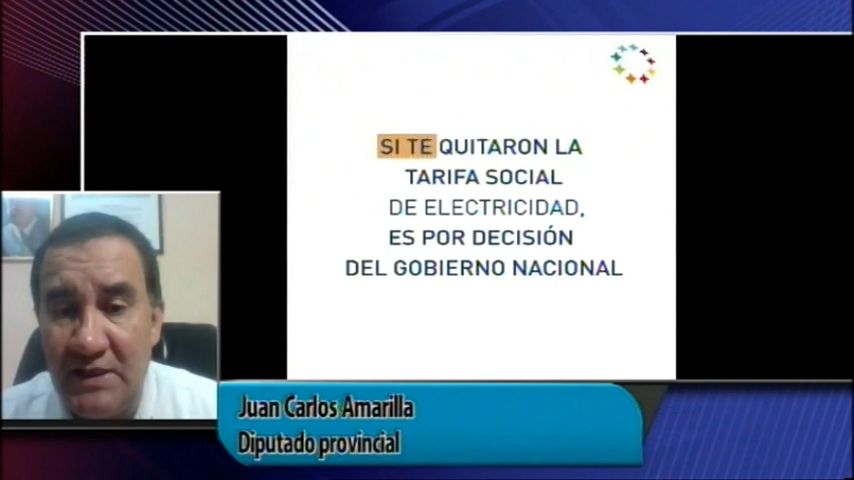 SI TE QUITARON LA
TARIFA SOCIAL
DE ELECTRICIDAD,
ES POR DECISIÓN
DEL GOBIERNO NACIONAL
Juan Carlos Amarilla
Diputado provincial